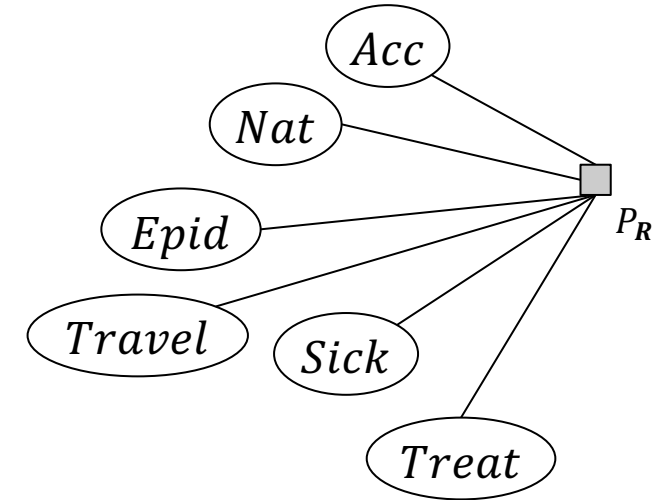 Acc
Nat
Epid
P_R
Travel
Sick
Treat